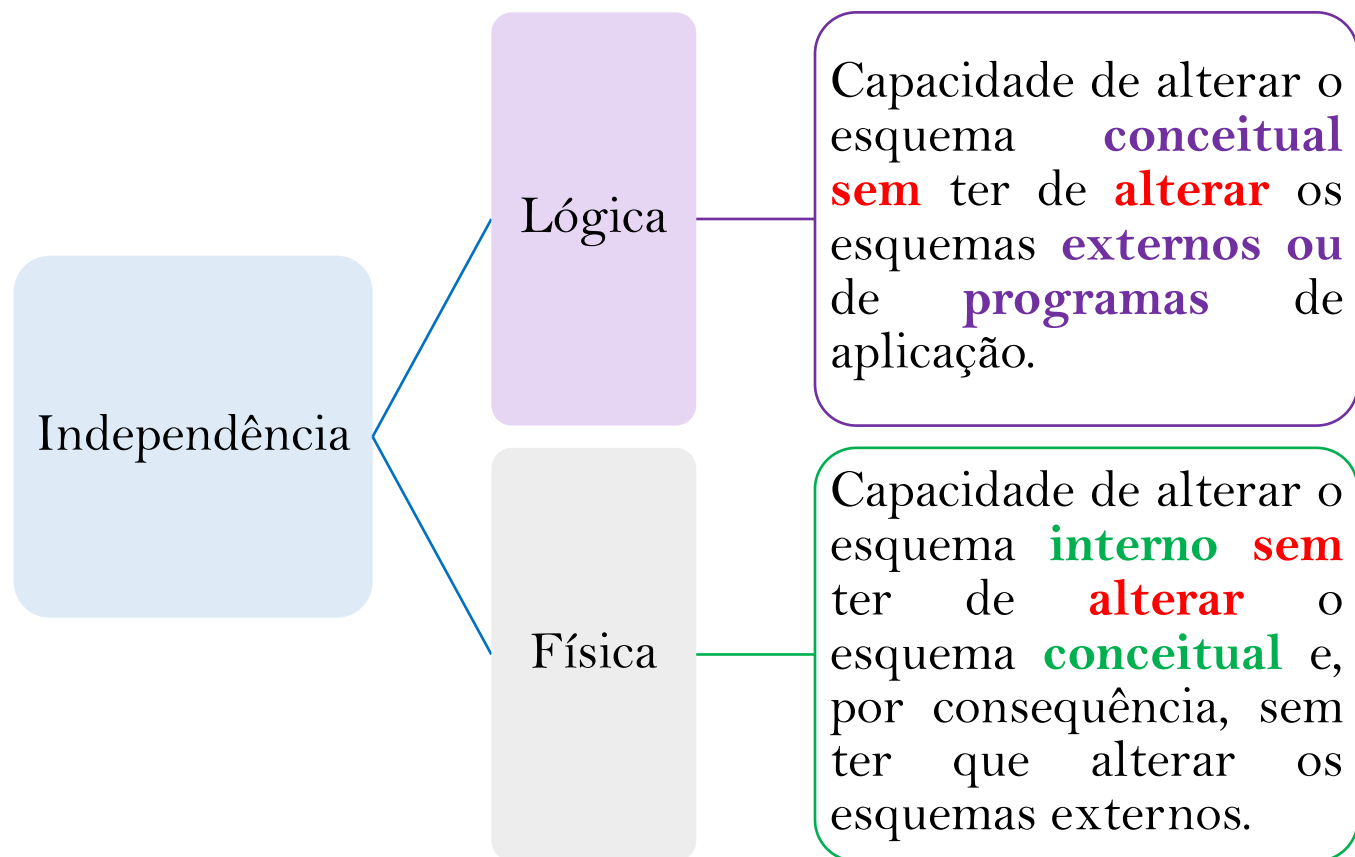 Independência
Lógica
Capacidade de alterar o
esquema conceitual
sem ter de alterar os
esquemas externos ou
de programas de
aplicação.
Física
Capacidade de alterar o
esquema interno sem
ter de alterar o
esquema conceitual e,
por consequência, sem
ter que alterar os
esquemas externos.